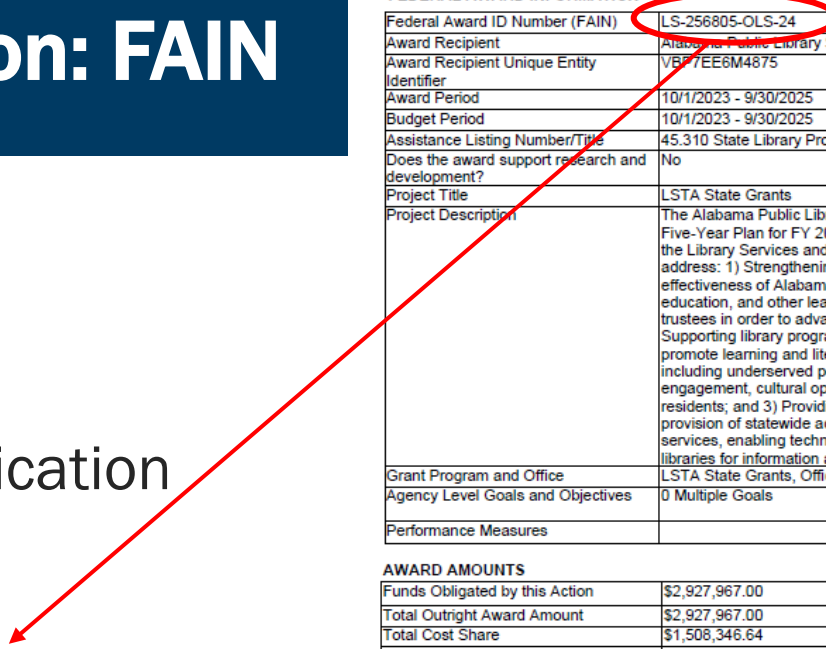 on: FAIN
ication
Federal Award ID Number (FAIN) LS-256805-OLS-24
Award Recipient Alabama Public Library
Award Recipient Unique Entity Identifier VBP7EE6M4875
Award Period 10/1/2023 - 9/30/2025
Budget Period 10/1/2023 - 9/30/2025
Assistance Listing Number/Title 45.310 State Library Pro
Does the award support research and No
development?
Project Title LSTA State Grants
Project Description The Alabama Public Lib
Five-Year Plan for FY 2
the Library Services and
address: 1) Strengthenin
effectiveness of Alabam
education, and other lea
trustees in order to adva
Supporting library progra
promote learning and lite
including underserved p
engagement, cultural op
residents; and 3) Provid
provision of statewide a
services, enabling techn
libraries for information a
Grant Program and Office LSTA State Grants, Offi
Agency Level Goals and Objectives 0 Multiple Goals
Performance Measures
AWARD AMOUNTS
Funds Obligated by this Action $2,927,967.00
Total Outright Award Amount $2,927,967.00
Total Cost Share $1,508,346.64